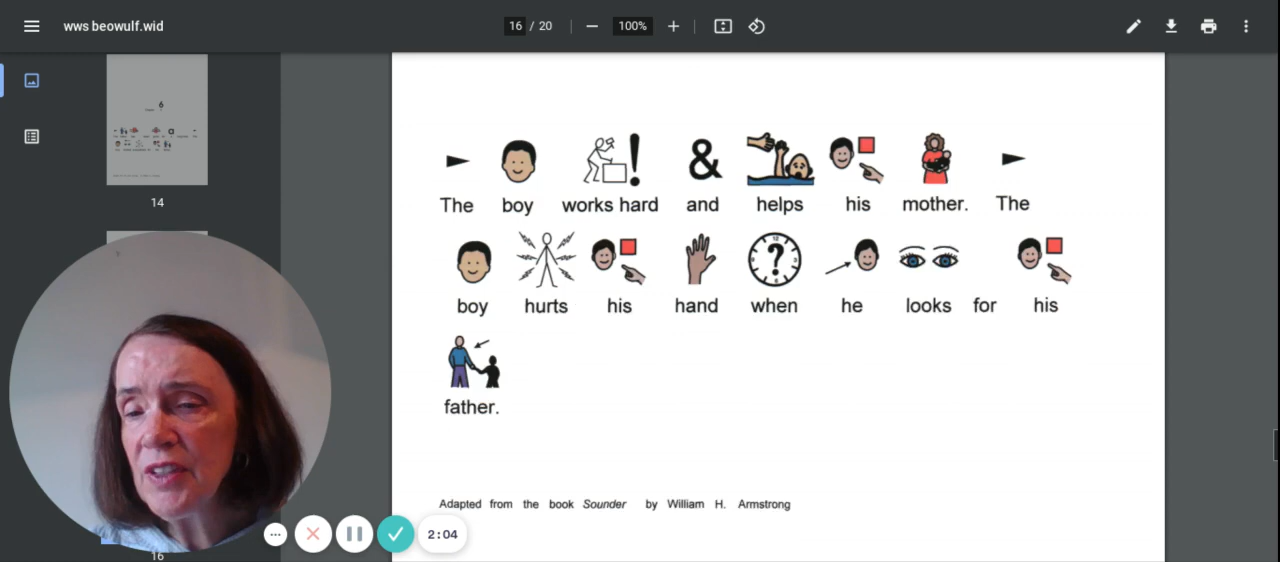 wws beowulf.wid
16 / 20
100%
6
14
The boy works hard and helps his mother. The
boy hurts his hand when he looks for his
father.
Adapted from the book Sounder by William H. Armstrong
2:04
16